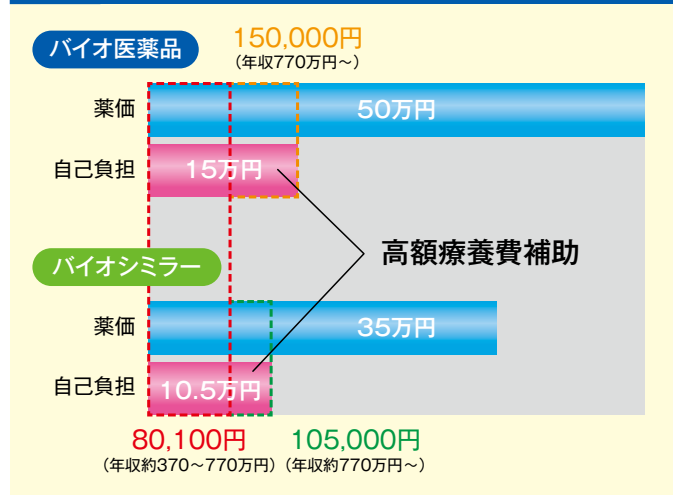 バイオ医薬品
150,000円
(年収770万円〜)
薬価
50万円
自己負担
15万円
高額療養費補助
バイオシミラー
薬価
35万円
自己負担
10.5万円
80,100円
(年収約370〜770万円)
105,000円
(年収約770万円〜)